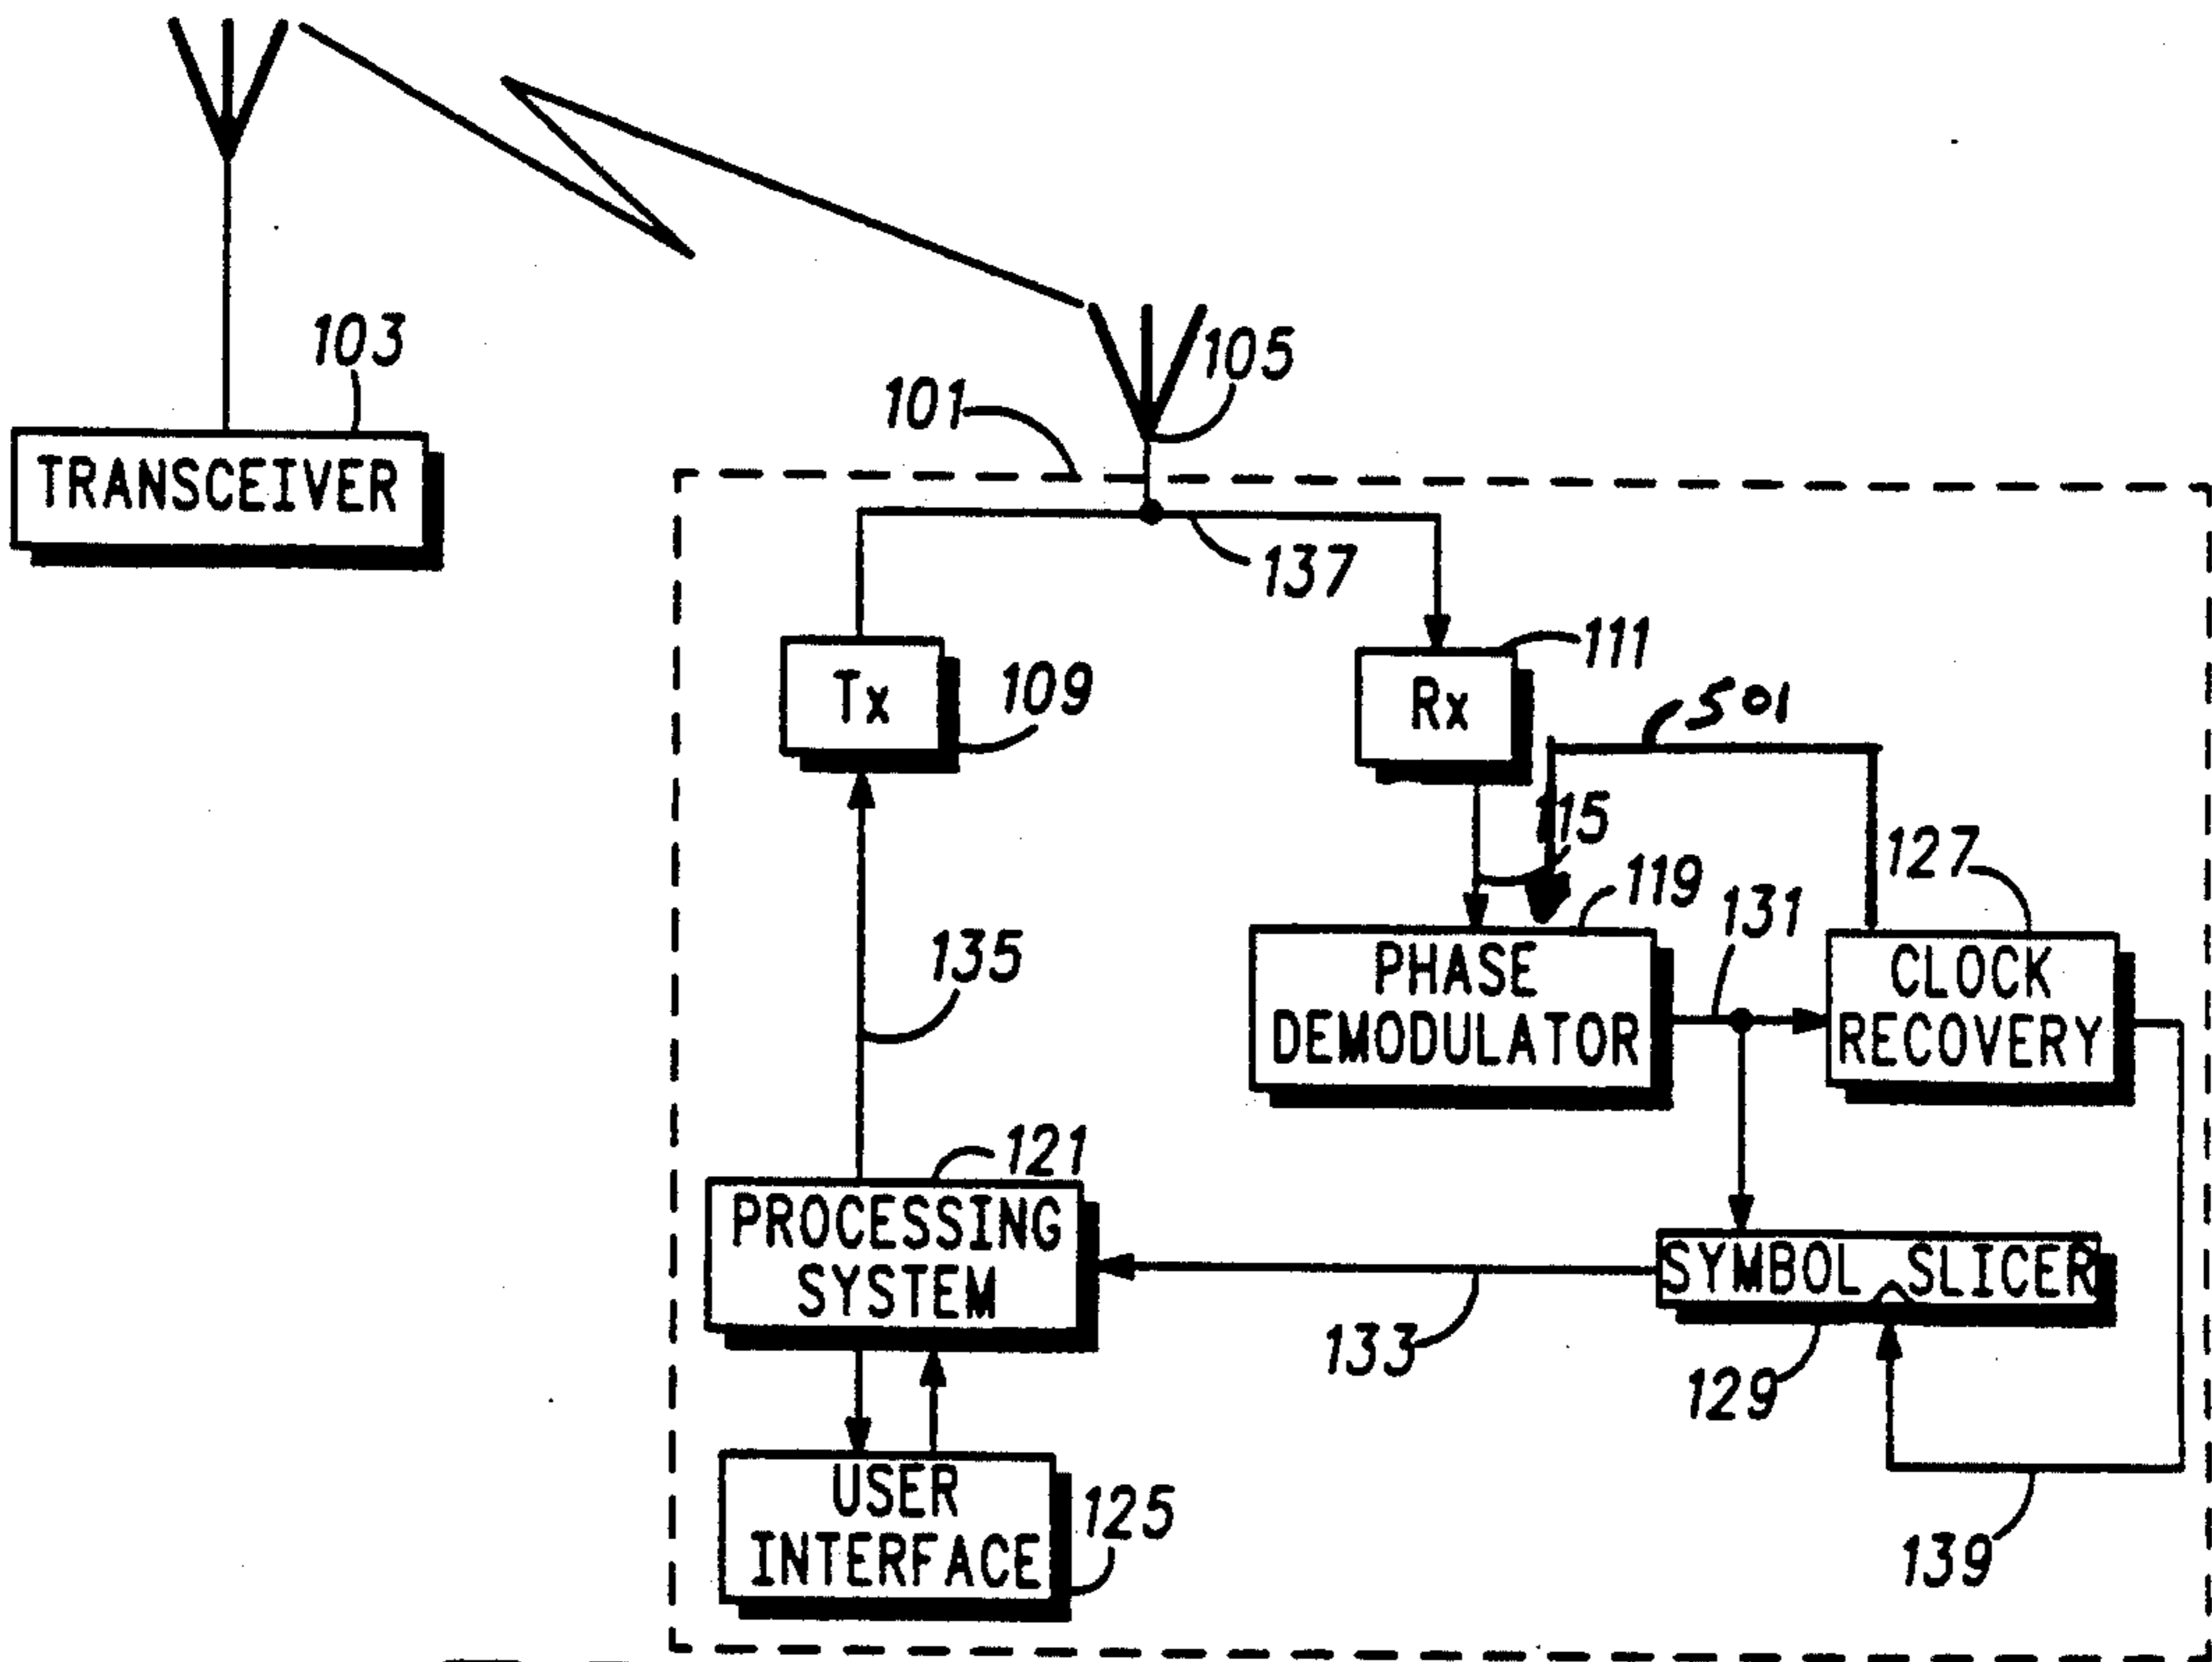 103
105
101
TRANSCEIVER
137
111
Tx
109
Rx
501
115
127
119
131
135
PHASE
DEMODULATOR
CLOCK
RECOVERY
121
PROCESSING
SYSTEM
SYMBOL SLICER
133
129
USER
INTERFACE
125
139